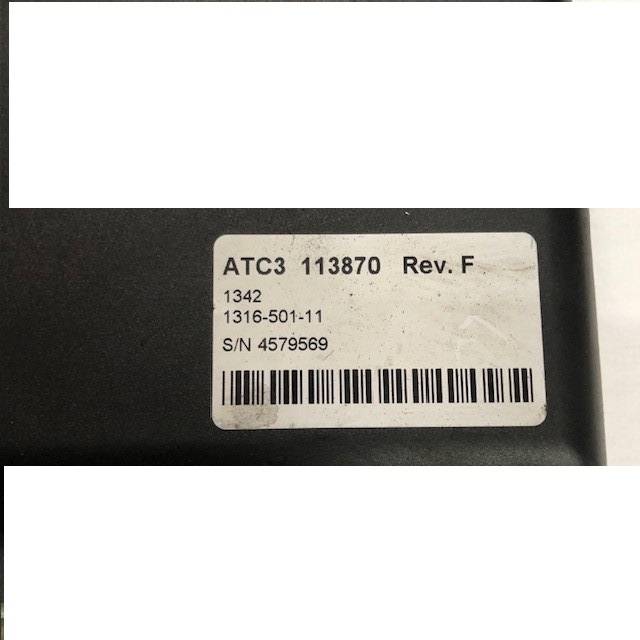 ATC3 113870 Rev. F
1342
1316-501-11
S/N 4579569